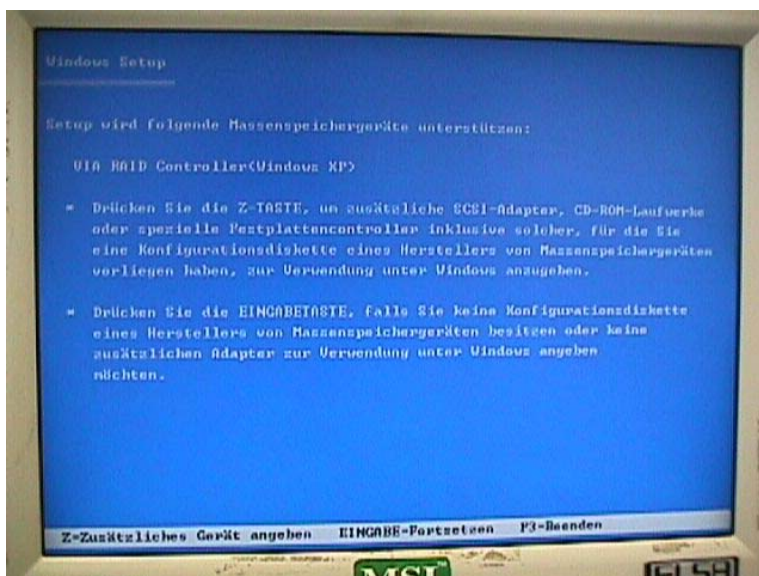 Windows Setup
Setup wird folgende Massenspeichergeräte unterstützen:
VIA RAID Controller(Windows XP)
* Drücken Sie die Z-TASTE, um zusätzliche SCSI-Adapter, CD-ROM-Laufwerke
oder spezielle Festplattencontroller inklusive solcher, für die Sie
eine Konfigurationsdiskette eines Herstellers von Massenspeichergeräten
vorliegen haben, zur Verwendung unter Windows anzugeben.
* Drücken Sie die EINGABETASTE, falls Sie keine Konfigurationsdiskette
eines Herstellers von Massenspeichergeräten besitzen oder keine
zusätzlichen Adapter zur Verwendung unter Windows angeben
möchten.
Z=Zusätzliches Gerät angeben EINGABE=Fortsetzen F3=Beenden
MSI
ELSA